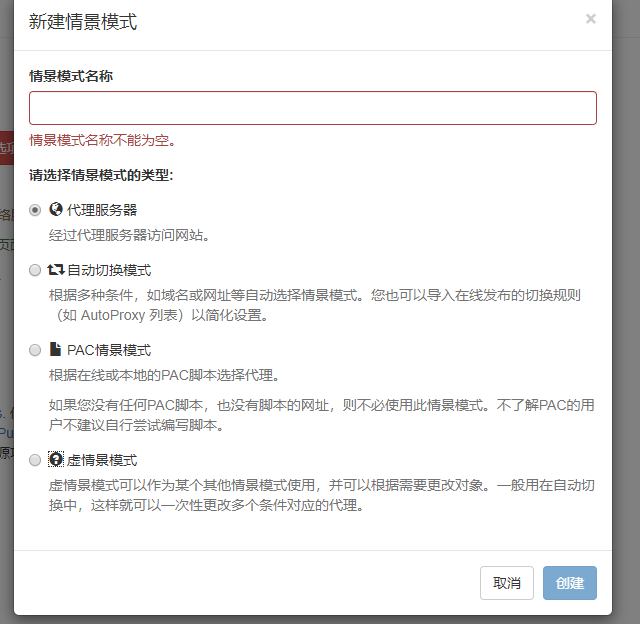 新建情景模式
×
情景模式名称
情景模式名称不能为空。
请选择情景模式的类型:
代理服务器
经过代理服务器访问网站。
自动切换模式
根据多种条件，如域名或网址等自动选择情景模式。您也可以导入在线发布的切换规则
（如 AutoProxy 列表）以简化设置。
PAC情景模式
根据在线或本地的PAC脚本选择代理。
如果您没有任何PAC脚本，也没有脚本的网址，则不必使用此情景模式。不了解PAC的用
户不建议自行尝试编写脚本。
虚情景模式
虚情景模式可以作为某个其他情景模式使用，并可以根据需要更改对象。一般用在自动切
换中，这样就可以一次性更改多个条件对应的代理。
取消
创建